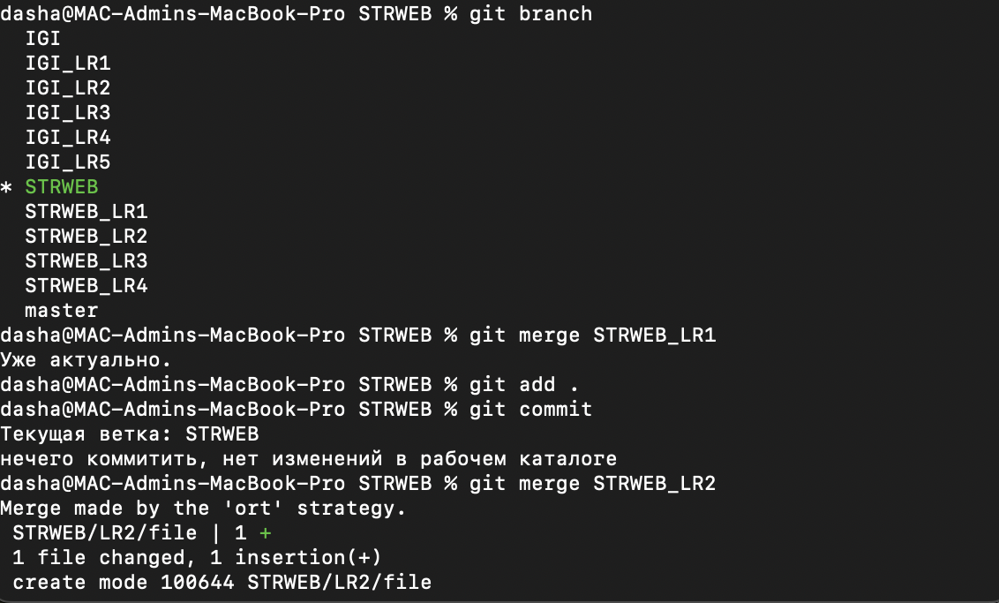 dasha@MAC-Admins-MacBook-Pro STRWEB % git branch
  IGI
  IGI_LR1
  IGI_LR2
  IGI_LR3
  IGI_LR4
  IGI_LR5
* STRWEB
  STRWEB_LR1
  STRWEB_LR2
  STRWEB_LR3
  STRWEB_LR4
  master
dasha@MAC-Admins-MacBook-Pro STRWEB % git merge STRWEB_LR1
Уже актуально.
dasha@MAC-Admins-MacBook-Pro STRWEB % git add .
dasha@MAC-Admins-MacBook-Pro STRWEB % git commit
Текущая ветка: STRWEB
нечего коммитить, нет изменений в рабочем каталоге
dasha@MAC-Admins-MacBook-Pro STRWEB % git merge STRWEB_LR2
Merge made by the 'ort' strategy.
 STRWEB/LR2/file | 1 +
 1 file changed, 1 insertion(+)
 create mode 100644 STRWEB/LR2/file